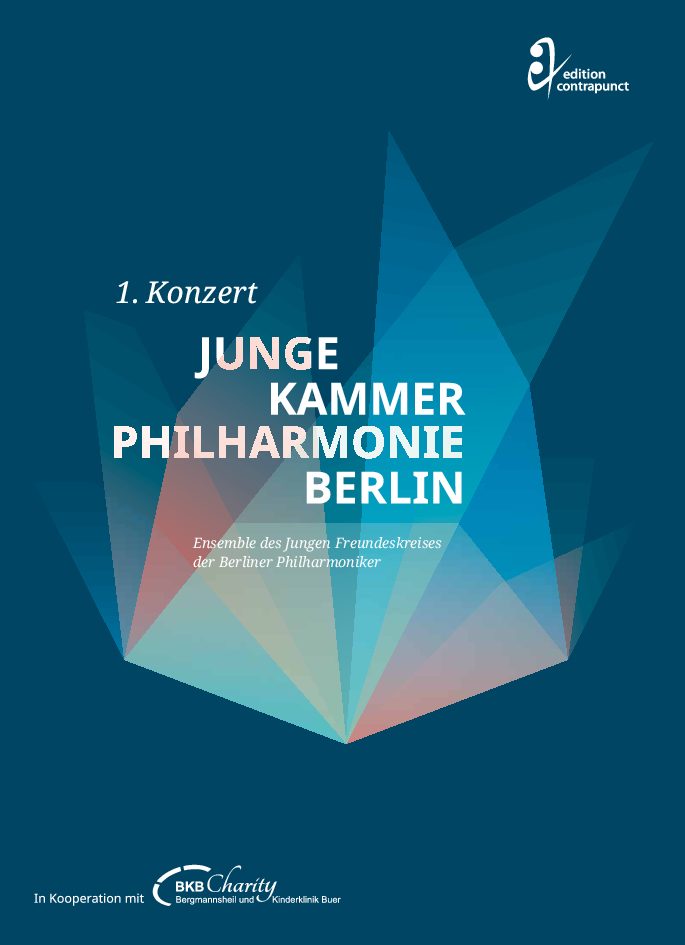 edition
contrapunct
1. Konzert
JUNGE
KAMMER
PHILHARMONIE
BERLIN
Ensemble des Jungen Freundeskreises
der Berliner Philharmoniker
In Kooperation mit
BKB Charity
Bergmannsheil und Kinderklinik Buer